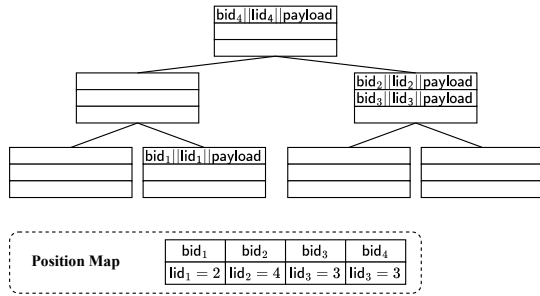 bid₄||lid₄||payload
bid₂||lid₂||payload
bid₃||lid₃||payload
bid₁||lid₁||payload
Position Map
bid₁ bid₂ bid₃ bid₄
lid₁ = 2 lid₂ = 4 lid₃ = 3 lid₃ = 3